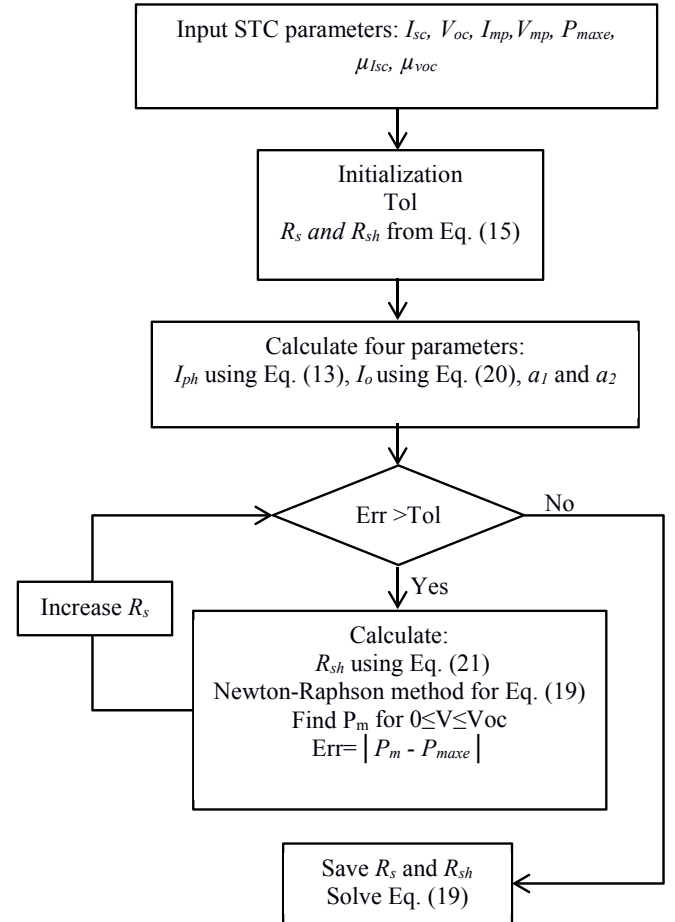 Input STC parameters: Isc, Voc, Imp,Vmp, Pmaxe,
μIsc, μvoc
Initialization
Tol
Rs and Rsh from Eq. (15)
Calculate four parameters:
Iph using Eq. (13), Io using Eq. (20), a1 and a2
Err >Tol
No
Yes
Increase Rs
Calculate:
Rsh using Eq. (21)
Newton-Raphson method for Eq. (19)
Find Pm for 0≤V≤Voc
Err= | Pm - Pmaxe |
Save Rs and Rsh
Solve Eq. (19)